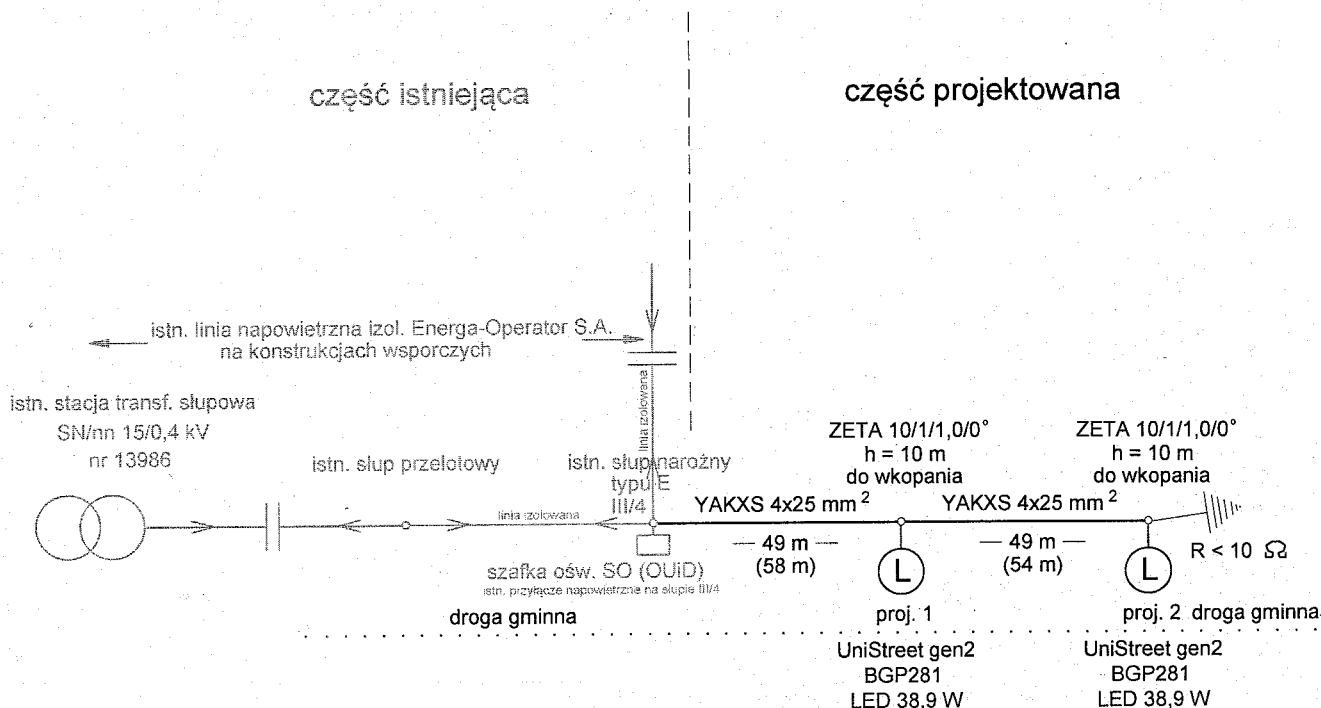 część istniejąca
część projektowana
istn. linia napowietrzna izol. Energa-Operator S.A.
na konstrukcjach wsporczych
linia izolowana
istn. stacja transf. słupowa
SN/nn 15/0,4 kV
nr 13986
istn. słup przelotowy
istn. słup narożny
typu E
III/4
linia izolowana
szafka ośw. SO (OUiD)
istn. przyłącze napowietrzne na słupie III/4
droga gminna
YAKXS 4x25 mm²
49 m
(58 m)
ZETA 10/1/1,0/0°
h = 10 m
do wkopania
L
proj. 1
UniStreet gen2
BGP281
LED 38,9 W
YAKXS 4x25 mm²
49 m
(54 m)
ZETA 10/1/1,0/0°
h = 10 m
do wkopania
R < 10 Ω
L
proj. 2 droga gminna
UniStreet gen2
BGP281
LED 38,9 W